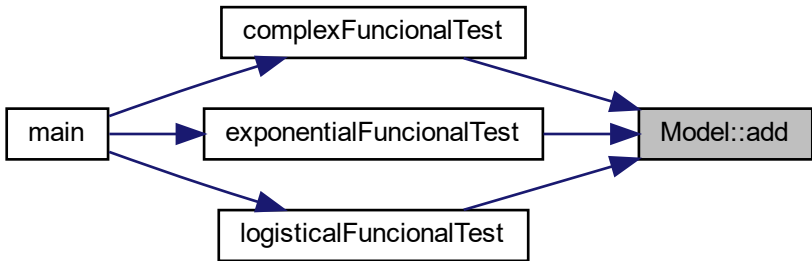 complexFuncionalTest
main
exponentialFuncionalTest
Model::add
logisticalFuncionalTest